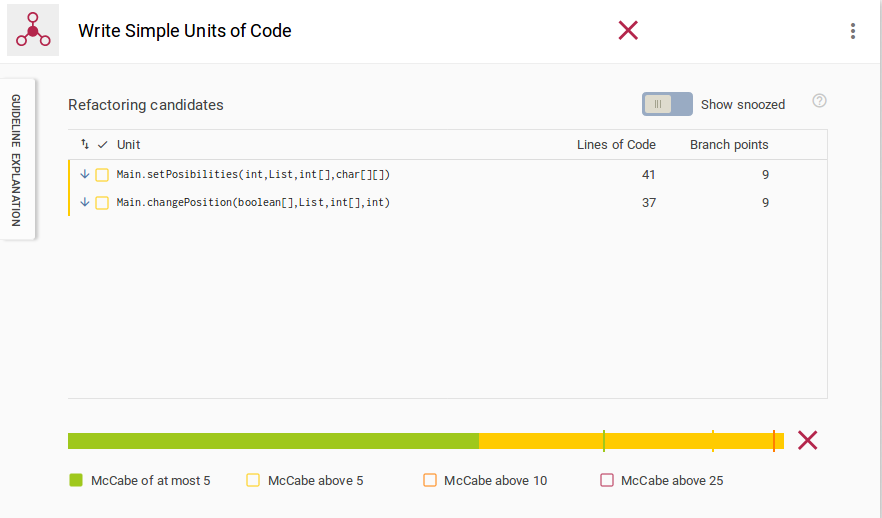 Write Simple Units of Code
GUIDELINE EXPLANATION
Refactoring candidates
Show snoozed
Unit Lines of Code Branch points
Main.setPosibilities(int,List,int[],char[][]) 41 9
Main.changePosition(boolean[],List,int[],int) 37 9
McCabe of at most 5 McCabe above 5 McCabe above 10 McCabe above 25